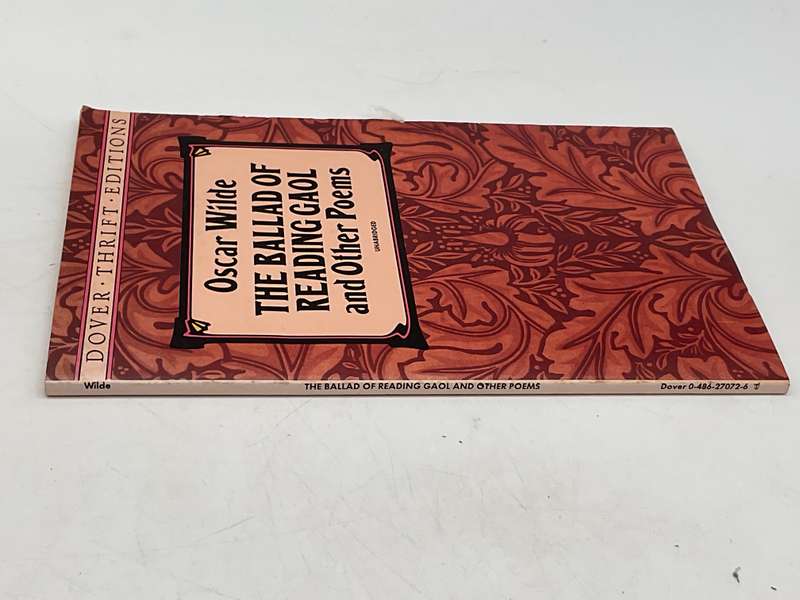 DOVER · THRIFT · EDITIONS
Oscar Wilde
THE BALLAD OF
READING GAOL
and Other Poems
UNABRIDGED
Wilde
THE BALLAD OF READING GAOL AND OTHER POEMS
Dover 0-486-27072-6